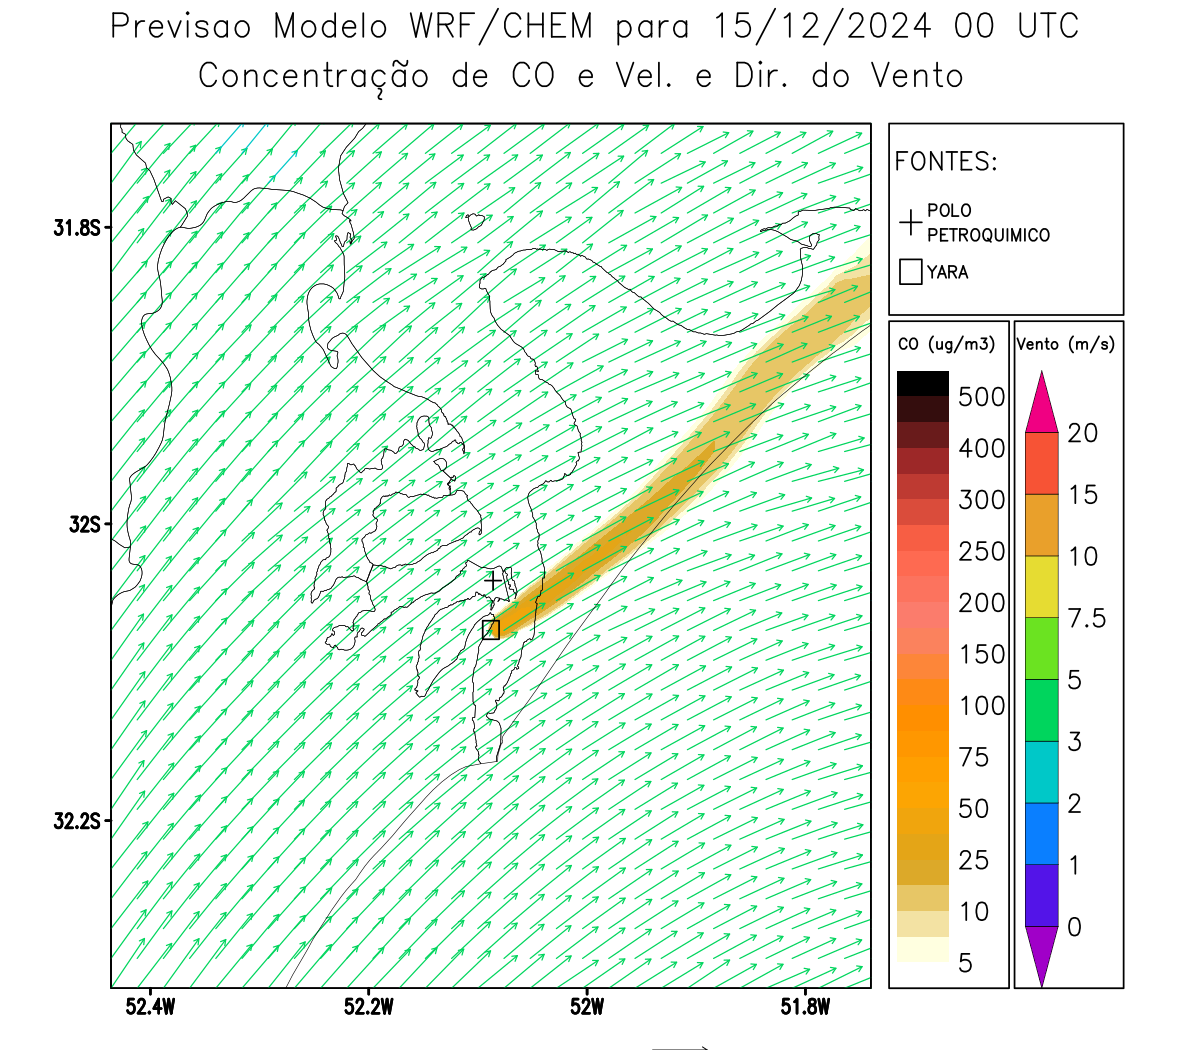 Previsao Modelo WRF/CHEM para 15/12/2024 00 UTC
Concentração de CO e Vel. e Dir. do Vento
FONTES:
POLO
PETROQUIMICO
YARA
CO (ug/m3)
500
400
300
250
200
150
100
75
50
25
10
5
Vento (m/s)
20
15
10
7.5
5
3
2
1
0
31.8S
32S
32.2S
52.4W
52.2W
52W
51.8W